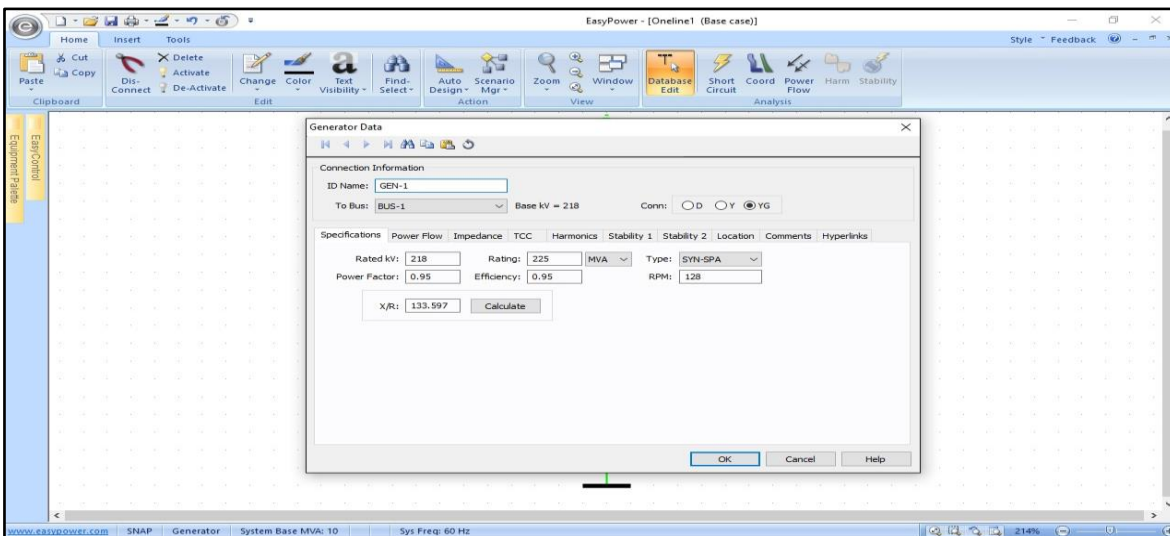 EasyPower - [Oneline1 (Base case)]
Home Insert Tools
Style Feedback
Paste
Cut
Copy
Clipboard
Dis-
Connect
Delete
Activate
De-Activate
Change
Color
Text
Visibility
Find-
Select
Edit
Auto
Design
Scenario
Mgr
Action
Zoom
Window
View
Database
Edit
Short
Circuit
Coord
Power
Flow
Harm
Stability
Analysis
EasyControl
Equipment Palette
Generator Data
Connection Information
ID Name: GEN-1
To Bus: BUS-1 Base kV = 218 Conn: D Y YG
Specifications Power Flow Impedance TCC Harmonics Stability 1 Stability 2 Location Comments Hyperlinks
Rated kV: 218 Rating: 225 MVA Type: SYN-SPA
Power Factor: 0.95 Efficiency: 0.95 RPM: 128
X/R: 133.597 Calculate
OK Cancel Help
www.easypower.com SNAP Generator System Base MVA: 10 Sys Freq: 60 Hz 214%